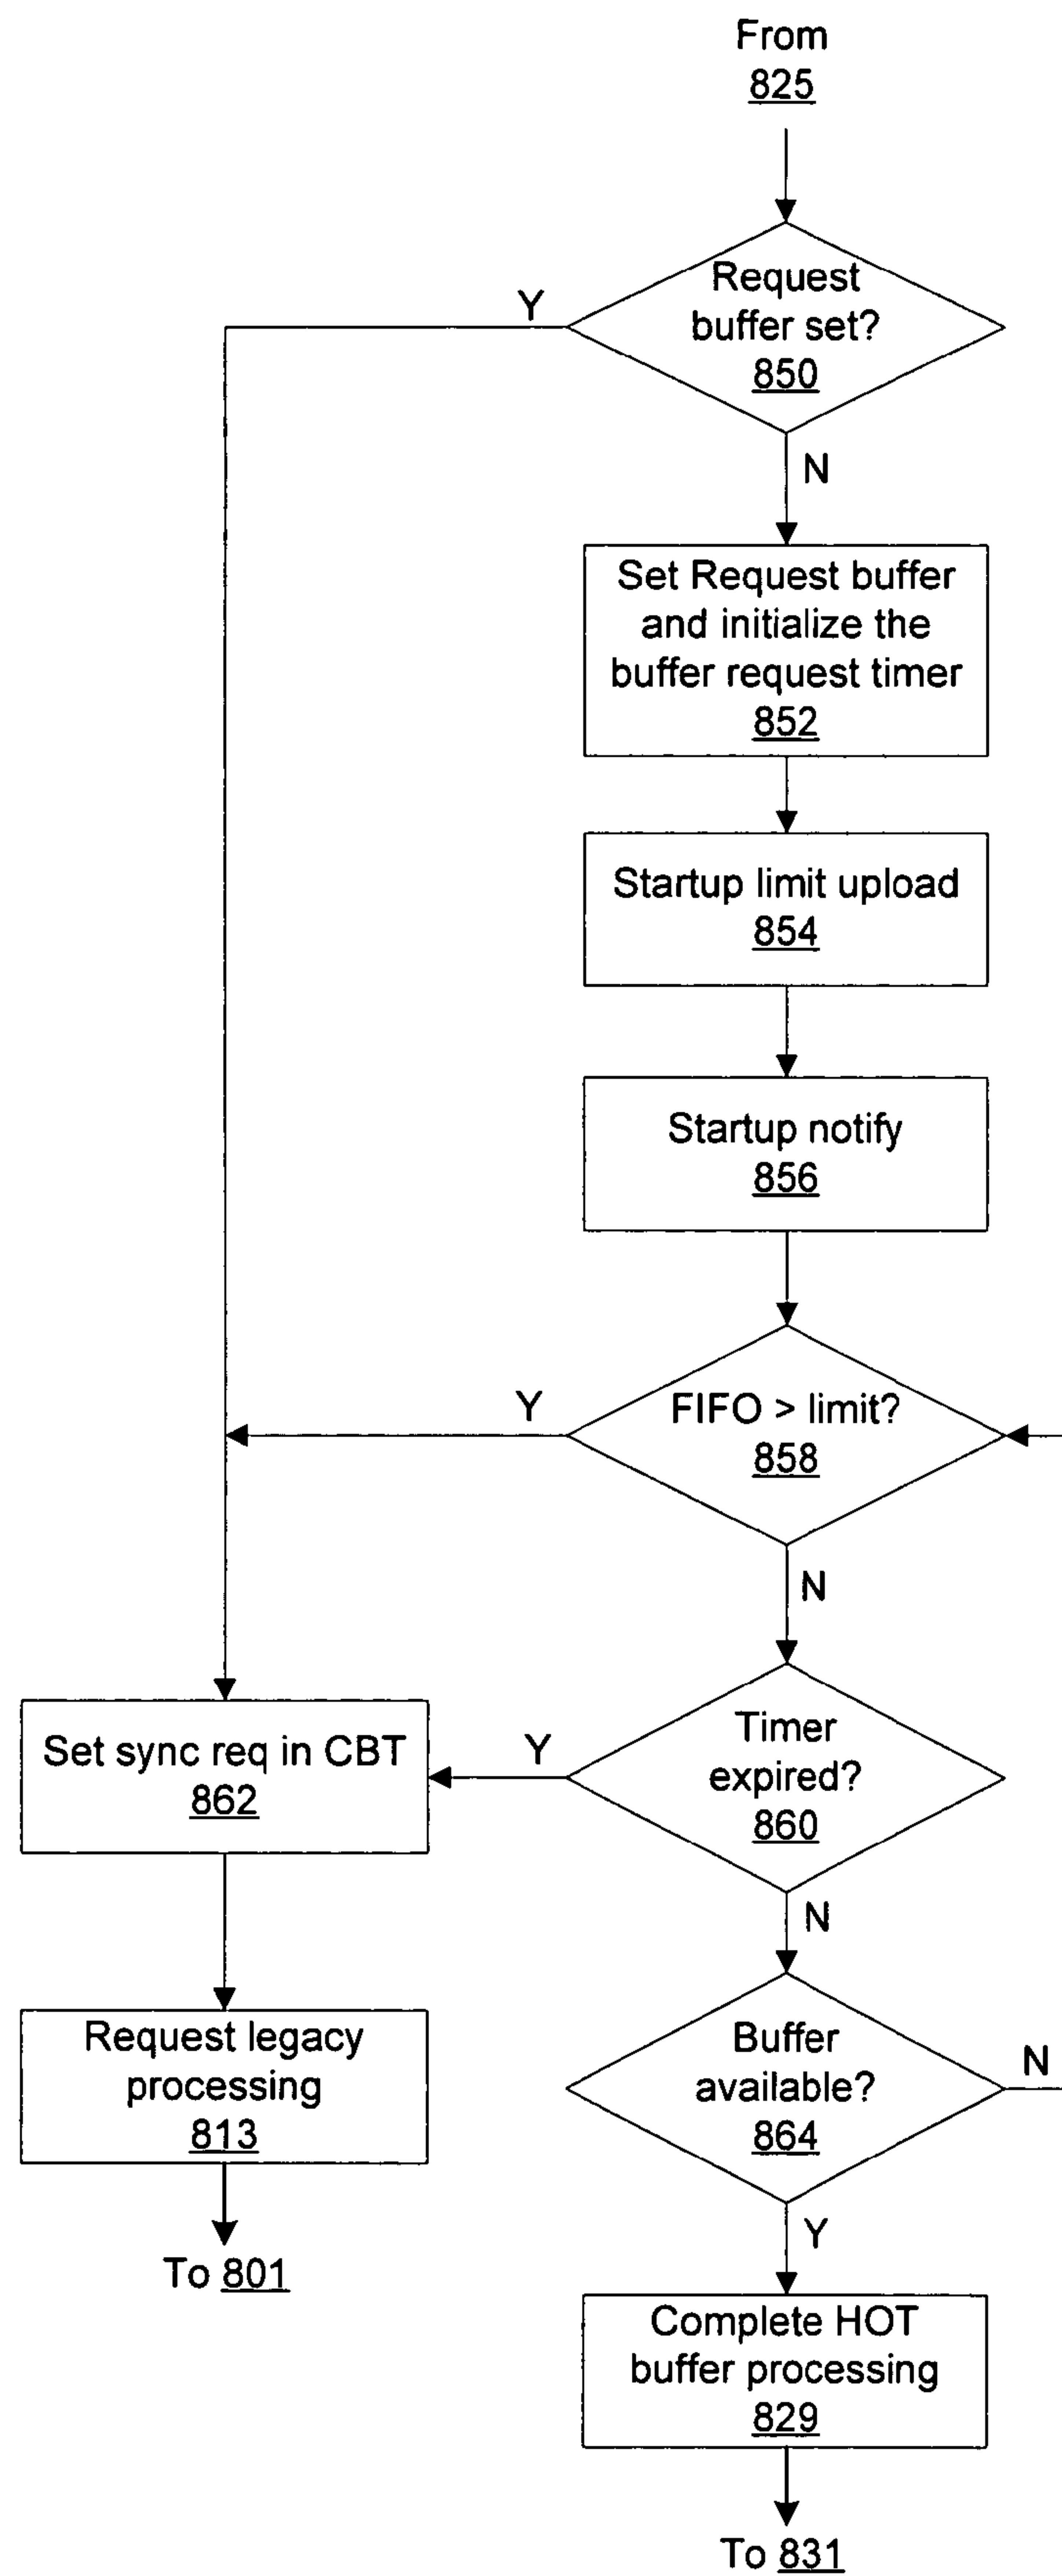 From
825
Request
buffer set?
850
Y
N
Set Request buffer
and initialize the
buffer request timer
852
Startup limit upload
854
Startup notify
856
FIFO > limit?
858
Y
N
Timer
expired?
860
Y
N
Set sync req in CBT
862
Request legacy
processing
813
To 801
Buffer
available?
864
N
Y
Complete HOT
buffer processing
829
To 831